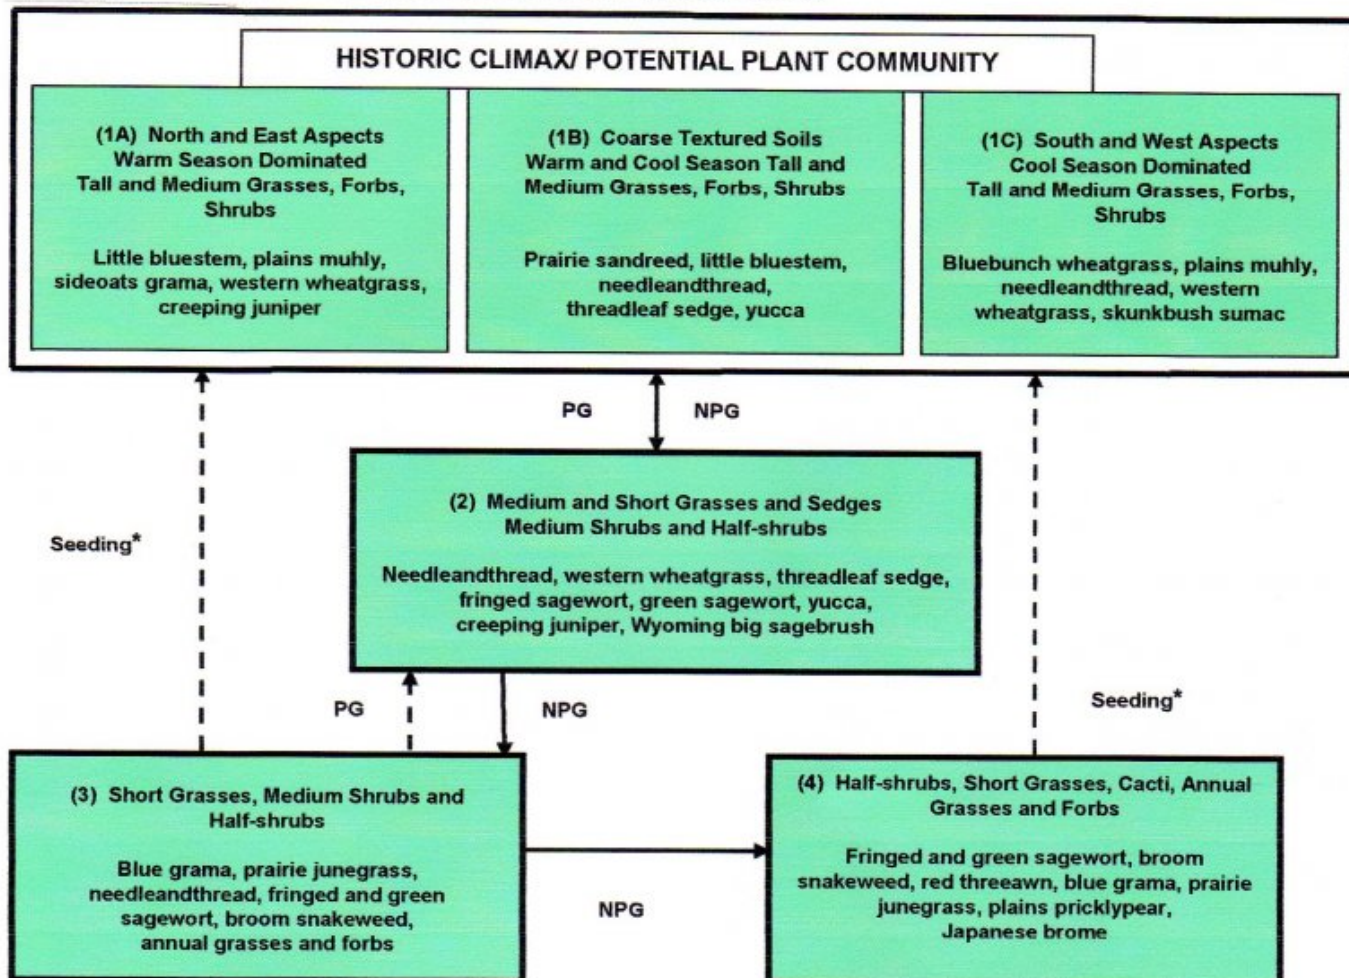 HISTORIC CLIMAX/ POTENTIAL PLANT COMMUNITY
(1A) North and East Aspects
Warm Season Dominated
Tall and Medium Grasses, Forbs,
Shrubs
Little bluestem, plains muhly,
sideoats grama, western wheatgrass,
creeping juniper
(1B) Coarse Textured Soils
Warm and Cool Season Tall and
Medium Grasses, Forbs, Shrubs
Prairie sandreed, little bluestem,
needleandthread,
threadleaf sedge, yucca
(1C) South and West Aspects
Cool Season Dominated
Tall and Medium Grasses, Forbs,
Shrubs
Bluebunch wheatgrass, plains muhly,
needleandthread, western
wheatgrass, skunkbush sumac
PG
NPG
(2) Medium and Short Grasses and Sedges
Medium Shrubs and Half-shrubs
Needleandthread, western wheatgrass, threadleaf sedge,
fringed sagewort, green sagewort, yucca,
creeping juniper, Wyoming big sagebrush
Seeding*
Seeding*
PG
NPG
(3) Short Grasses, Medium Shrubs and
Half-shrubs
Blue grama, prairie junegrass,
needleandthread, fringed and green
sagewort, broom snakeweed,
annual grasses and forbs
NPG
(4) Half-shrubs, Short Grasses, Cacti, Annual
Grasses and Forbs
Fringed and green sagewort, broom
snakeweed, red threeawn, blue grama, prairie
junegrass, plains pricklypear,
Japanese brome